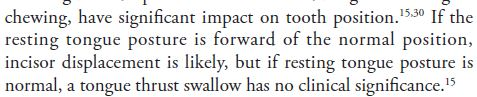 chewing, have significant impact on tooth position.15,30 If the
resting tongue posture is forward of the normal position,
incisor displacement is likely, but if resting tongue posture is
normal, a tongue thrust swallow has no clinical significance.15